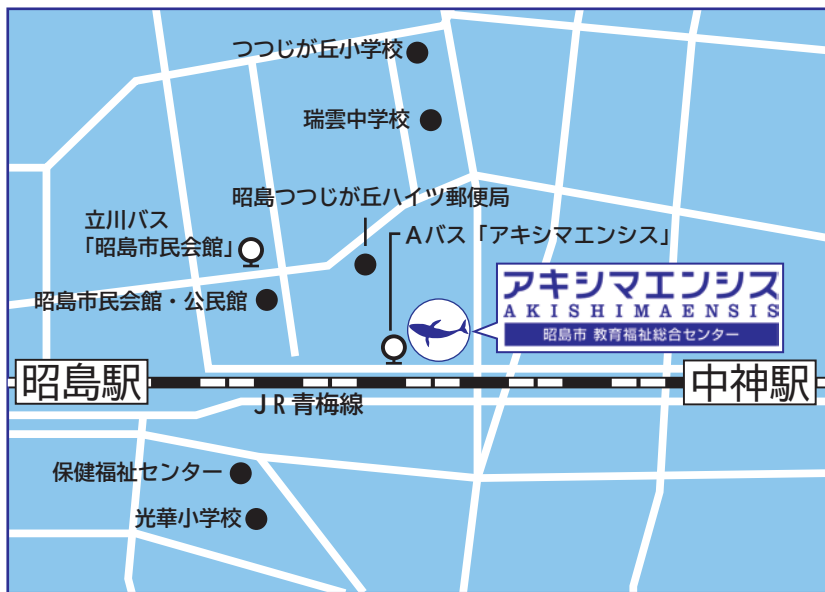 つつじが丘小学校
瑞雲中学校
昭島つつじが丘ハイツ郵便局
立川バス
「昭島市民会館」
Aバス「アキシマエンシス」
昭島市民会館・公民館
アキシマエンシス
AKISHIMAENSIS
昭島市 教育福祉総合センター
昭島駅
中神駅
JR青梅線
保健福祉センター
光華小学校